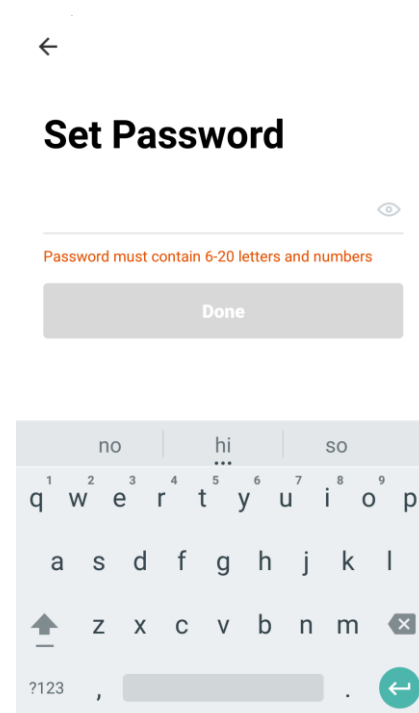 Set Password
Password must contain 6-20 letters and numbers
Done
no hi so
1 2 3 4 5 6 7 8 9
q w e r t y u i o p
a s d f g h j k l
z x c v b n m
?123 , .